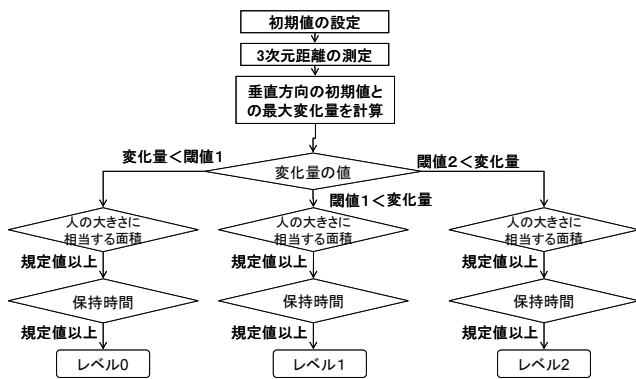 初期値の設定
3次元距離の測定
垂直方向の初期値と
の最大変化量を計算
変化量<閾値1
変化量の値
閾値2<変化量
閾値1<変化量
人の大きさに
相当する面積
人の大きさに
相当する面積
人の大きさに
相当する面積
規定値以上
規定値以上
規定値以上
保持時間
保持時間
保持時間
規定値以上
規定値以上
規定値以上
レベル0
レベル1
レベル2